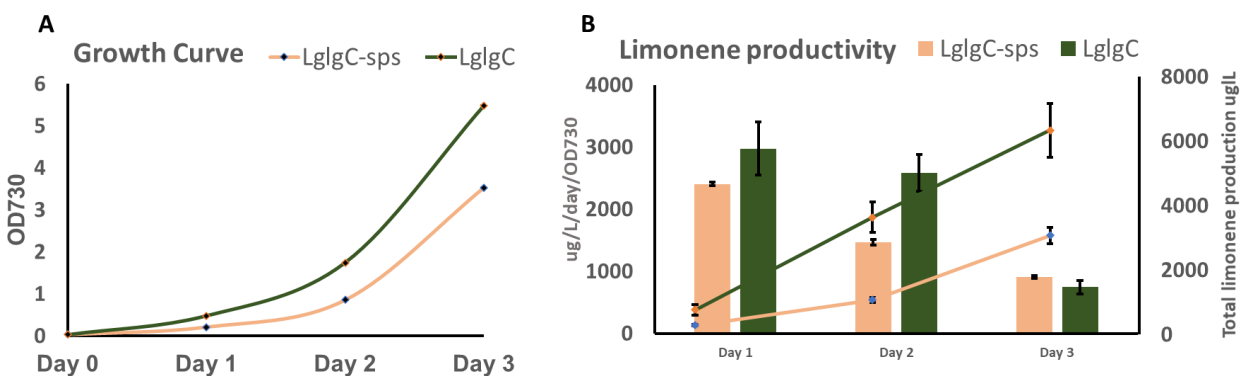 A
Growth Curve
LglgC-sps
LglgC
OD730
6
5
4
3
2
1
0
Day 0
Day 1
Day 2
Day 3
B
Limonene productivity
LglgC-sps
LglgC
ug/L/day/OD730
4000
3000
2000
1000
0
Day 1
Day 2
Day 3
8000
6000
4000
2000
0
Total limonene production ug|L